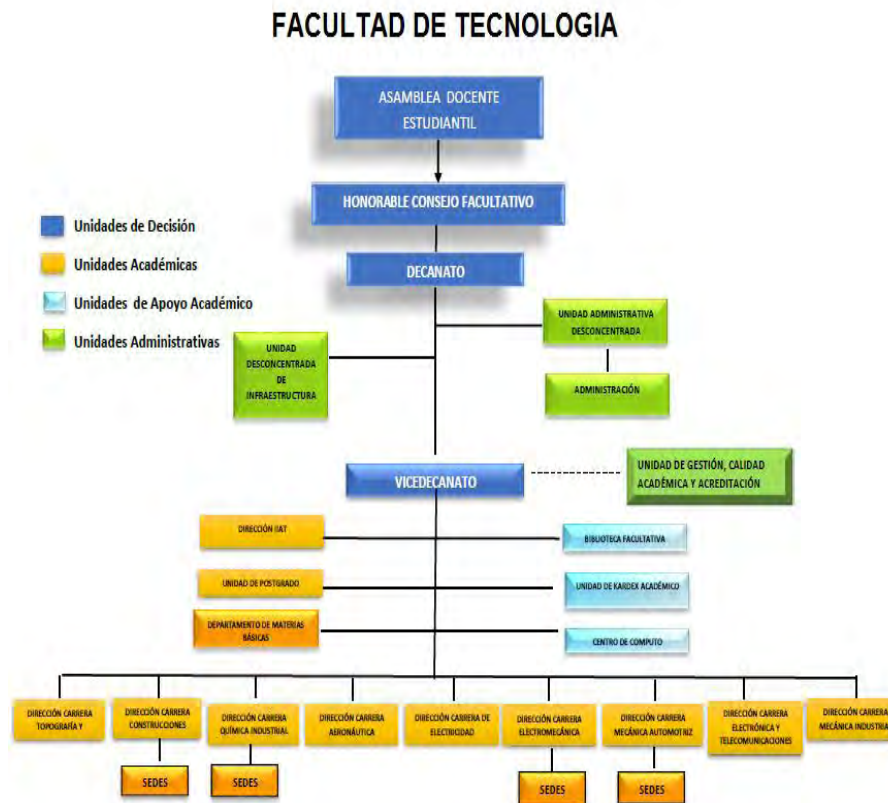 FACULTAD DE TECNOLOGIA
ASAMBLEA DOCENTE
ESTUDIANTIL
HONORABLE CONSEJO FACULTATIVO
DECANATO
Unidades de Decisión
Unidades Académicas
Unidades de Apoyo Académico
Unidades Administrativas
UNIDAD
DESCONCENTRADA
DE
INFRAESTRUCTURA
UNIDAD ADMINISTRATIVA
DESCONCENTRADA
ADMINISTRACIÓN
VICEDECANATO
UNIDAD DE GESTIÓN, CALIDAD
ACADÉMICA Y ACREDITACIÓN
DIRECCIÓN IIAT
BIBLIOTECA FACULTATIVA
UNIDAD DE POSTGRADO
UNIDAD DE KARDEX ACADÉMICO
DEPARTAMENTO DE MATERIAS
BÁSICAS
CENTRO DE COMPUTO
DIRECCIÓN CARRERA
TOPOGRAFÍA Y
DIRECCIÓN CARRERA
CONSTRUCCIONES
DIRECCIÓN CARRERA
QUÍMICA INDUSTRIAL
DIRECCIÓN CARRERA
AERONÁUTICA
DIRECCIÓN CARRERA DE
ELECTRICIDAD
DIRECCIÓN CARRERA
ELECTROMECÁNICA
DIRECCIÓN CARRERA
MECÁNICA AUTOMOTRIZ
DIRECCIÓN CARRERA
ELECTRÓNICA Y
TELECOMUNICACIONES
DIRECCIÓN CARRERA
MECÁNICA INDUSTRIA
SEDES
SEDES
SEDES
SEDES